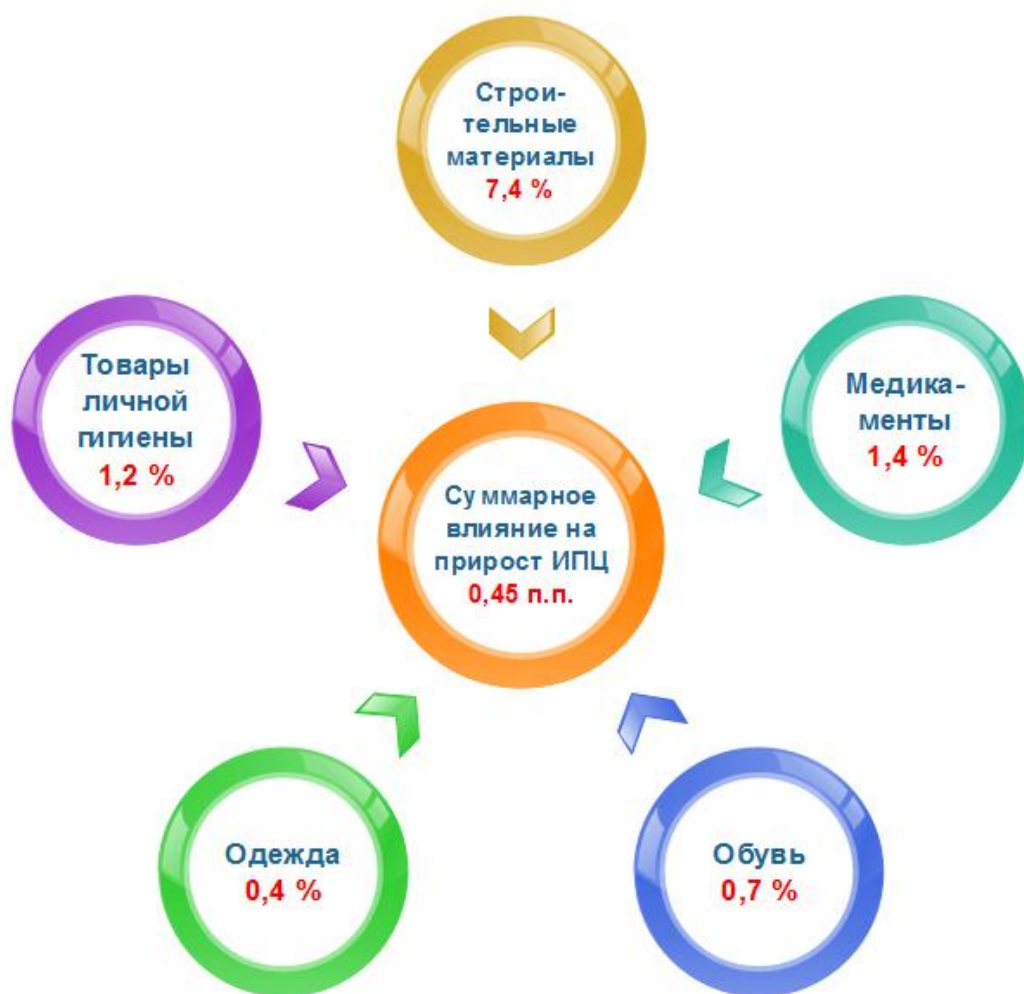 Строи-
тельные
материалы
7,4 %
Товары
личной
гигиены
1,2 %
Медика-
менты
1,4 %
Суммарное
влияние на
прирост ИПЦ
0,45 п.п.
Одежда
0,4 %
Обувь
0,7 %